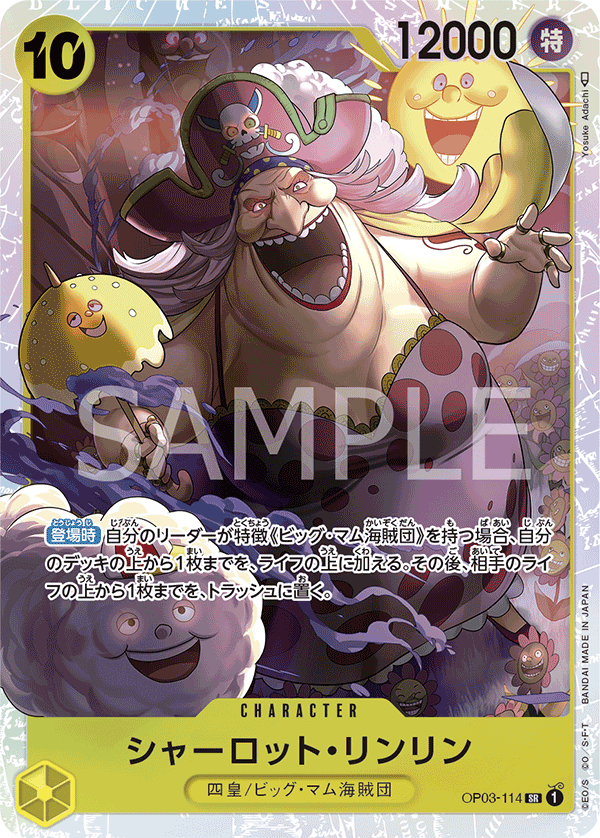 10
12000 特
Yosuke Adachi
SAMPLE
登場時 自分のリーダーが特徴《ビッグ・マム海賊団》を持つ場合、自分
のデッキの上から1枚までを、ライフの上に加える。その後、相手のライ
フの上から1枚までを、トラッシュに置く。
CHARACTER
シャーロット・リンリン
四皇/ビッグ・マム海賊団
OP03-114 SR 1
©E.O/S ©O/S・F・T BANDAI MADE IN JAPAN